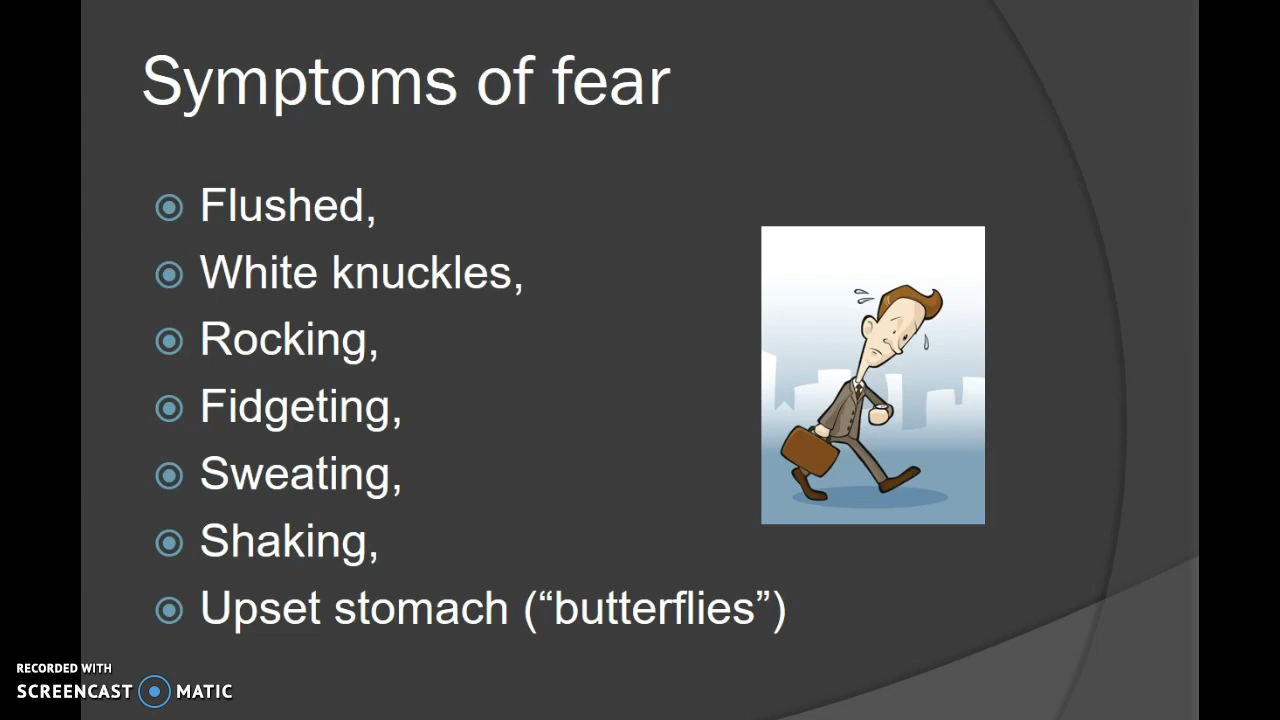 Symptoms of fear
Flushed,
White knuckles,
Rocking,
Fidgeting,
Sweating,
Shaking,
Upset stomach (“butterflies”)
RECORDED WITH
SCREENCAST MATIC